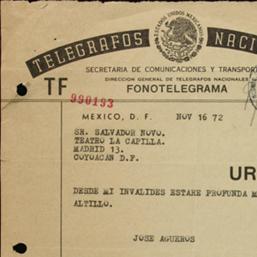 ESTADOS UNIDOS MEXICANOS
TELEGRAFOS NACI
SECRETARIA DE COMUNICACIONES Y TRANSPORT
DIRECCION GENERAL DE TELEGRAFOS NACIONALES
TF FONOTELEGRAMA
990193
MEXICO, D. F. NOV 16 72
SR. SALVADOR NOVO.
TEATRO LA CAPILLA.
MADRID 13.
COYOACAN D.F.
UR
DESDE MI INVALIDES ESTARE PROFUNDA M
ALTILLO.
JOSE AGUEROS